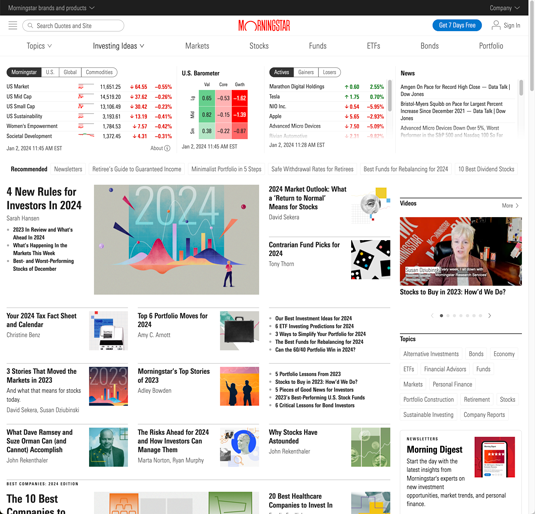 Morningstar brands and products
Company
Search Quotes and Site
MORNINGSTAR
Get 7 Days Free
Sign In
Topics
Investing Ideas
Markets
Stocks
Funds
ETFs
Bonds
Portfolio
Morningstar U.S. Global Commodities
US Market 11,651.25 64.55 −0.55%
US Mid Cap 14,519.20 37.62 −0.26%
US Small Cap 13,106.49 30.42 −0.23%
US Sustainability 3,193.61 13.19 −0.41%
Women's Empowerment 1,784.53 7.57 −0.42%
Societal Development 1,372.45 4.31 −0.31%
Jan 2, 2024 11:45 AM EST
About
U.S. Barometer
Val Core Gwth
0.65 −0.53 −1.62
0.82 −0.15 −1.39
0.38 −0.22 −0.87
Jan 2, 2024 11:45 AM EST
Actives Gainers Losers
Marathon Digital Holdings 0.60 2.55%
Tesla 1.75 0.70%
NIO Inc. 0.54 −5.95%
Apple 5.65 −2.93%
Advanced Micro Devices 7.50 −5.09%
Jan 2, 2024 11:28 AM EST
News
Amgen On Pace for Record High Close — Data Talk |
Dow Jones
Bristol-Myers Squibb on Pace for Largest Percent
Increase Since December 2021 — Data Talk |
Dow Jones
Advanced Micro Devices Down Over 5%, Worst
Performer in the S&P 500 and Nasdaq 100 So Far
Recommended
Newsletters
Retiree's Guide to Guaranteed Income
Minimalist Portfolio in 5 Steps
Safe Withdrawal Rates for Retirees
Best Funds for Rebalancing for 2024
10 Best Dividend Stocks
4 New Rules for
Investors In 2024
Sarah Hansen
2023 In Review and What's
Ahead In 2024
What's Happening In the
Markets This Week
Best- and Worst-Performing
Stocks of December
2024
2024 Market Outlook: What
a 'Return to Normal'
Means for Stocks
David Sekera
Contrarian Fund Picks for
2024
Tony Thorn
Videos
More
Susan Dziubinski
Stocks to Buy in 2023: How'd We Do?
Your 2024 Tax Fact Sheet
and Calendar
Christine Benz
Top 6 Portfolio Moves for
2024
Amy C. Arnott
Our Best Investment Ideas for 2024
6 ETF Investing Predictions for 2024
3 Ways to Simplify Your Portfolio for 2024
The Best Funds for Rebalancing for 2024
Can the 60/40 Portfolio Win in 2024?
3 Stories That Moved the
Markets in 2023
And what that means for stocks
today.
David Sekera, Susan Dziubinski
2023
Morningstar's Top Stories
of 2023
Adley Bowden
5 Portfolio Lessons From 2023
Stocks to Buy in 2023: How'd We Do?
5 Pieces of Good News for Investors
2023's Best-Performing U.S. Stock Funds
6 Critical Lessons for Bond Investors
Topics
Alternative Investments
Bonds
Economy
ETFs
Financial Advisors
Funds
Markets
Personal Finance
Portfolio Construction
Retirement
Stocks
Sustainable Investing
Company Reports
What Dave Ramsey and
Suze Orman Can (and
Cannot) Accomplish
John Rekenthaler
The Risks Ahead for 2024
and How Investors Can
Manage Them
Marta Norton, Ryan Murphy
Why Stocks Have
Astounded
John Rekenthaler
NEWSLETTERS
Morning Digest
Start the day with the
latest insights from
Morningstar's experts on
new investment
opportunities, market trends, and personal
finance.
BEST COMPANIES: 2024 EDITION
The 10 Best
Companies to
20 Best Healthcare
Companies to Invest In